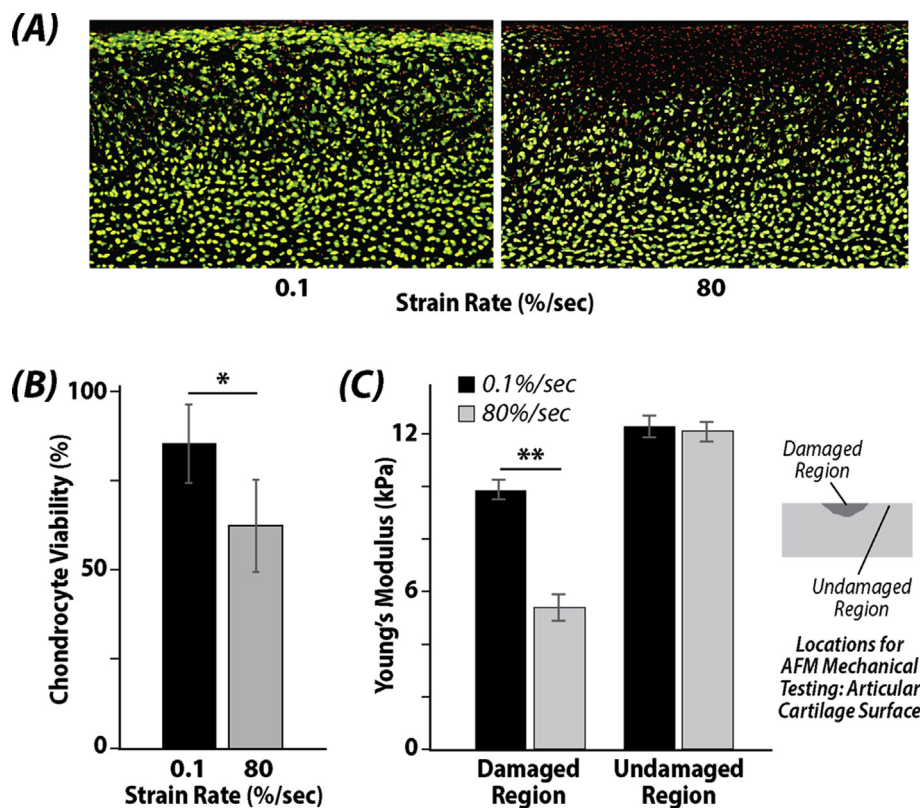 (A)
0.1
80
Strain Rate (%/sec)
(B)
Chondrocyte Viability (%)
100
50
0
*
0.1 80
Strain Rate (%/sec)
(C)
Young's Modulus (kPa)
12
6
0
0.1%/sec
80%/sec
**
Damaged
Region
Undamaged
Region
Damaged
Region
Undamaged
Region
Locations for
AFM Mechanical
Testing: Articular
Cartilage Surface